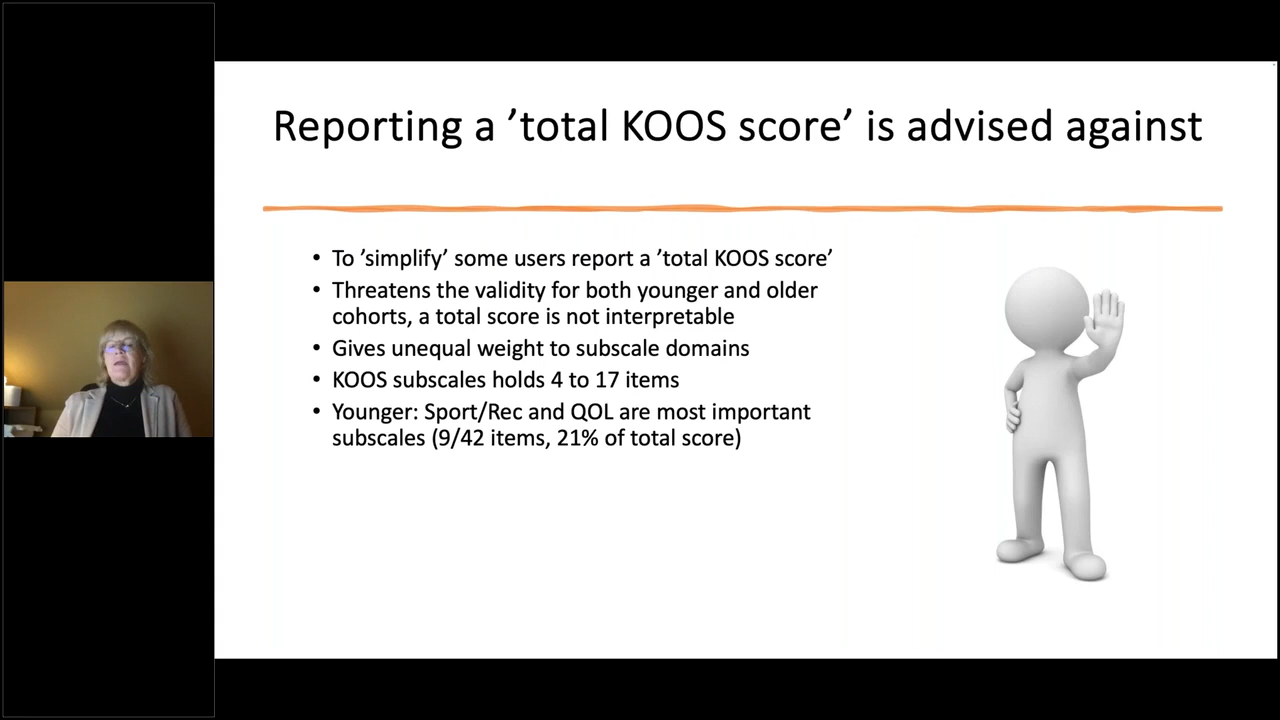 Reporting a ’total KOOS score’ is advised against
• To ’simplify’ some users report a ’total KOOS score’
• Threatens the validity for both younger and older
cohorts, a total score is not interpretable
• Gives unequal weight to subscale domains
• KOOS subscales holds 4 to 17 items
• Younger: Sport/Rec and QOL are most important
subscales (9/42 items, 21% of total score)